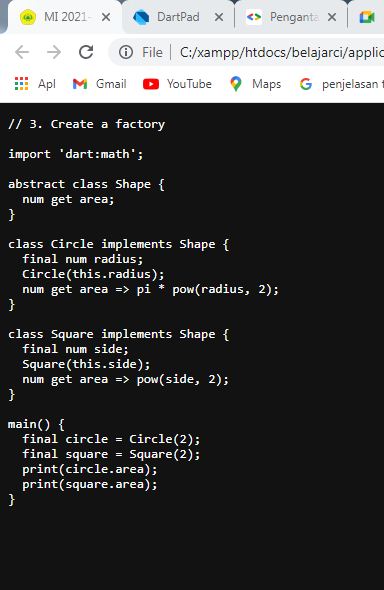 MI 2021-
DartPad
Penganta
File
C:/xampp/htdocs/belajarci/applic
Apl
Gmail
YouTube
Maps
penjelasan t
// 3. Create a factory
import 'dart:math';
abstract class Shape {
  num get area;
}
class Circle implements Shape {
  final num radius;
  Circle(this.radius);
  num get area => pi * pow(radius, 2);
}
class Square implements Shape {
  final num side;
  Square(this.side);
  num get area => pow(side, 2);
}
main() {
  final circle = Circle(2);
  final square = Square(2);
  print(circle.area);
  print(square.area);
}